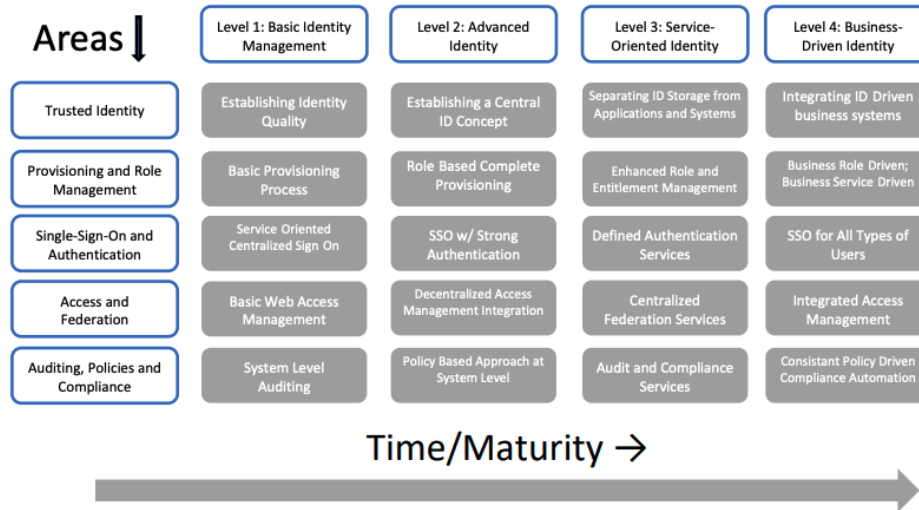 Areas ↓
Level 1: Basic Identity
Management
Level 2: Advanced
Identity
Level 3: Service-
Oriented Identity
Level 4: Business-
Driven Identity
Trusted Identity
Establishing Identity
Quality
Establishing a Central
ID Concept
Separating ID Storage from
Applications and Systems
Integrating ID Driven
business systems
Provisioning and Role
Management
Basic Provisioning
Process
Role Based Complete
Provisioning
Enhanced Role and
Entitlement Management
Business Role Driven;
Business Service Driven
Single-Sign-On and
Authentication
Service Oriented
Centralized Sign On
SSO w/ Strong
Authentication
Defined Authentication
Services
SSO for All Types of
Users
Access and
Federation
Basic Web Access
Management
Decentralized Access
Management Integration
Centralized
Federation Services
Integrated Access
Management
Auditing, Policies and
Compliance
System Level
Auditing
Policy Based Approach at
System Level
Audit and Compliance
Services
Consistant Policy Driven
Compliance Automation
Time/Maturity →